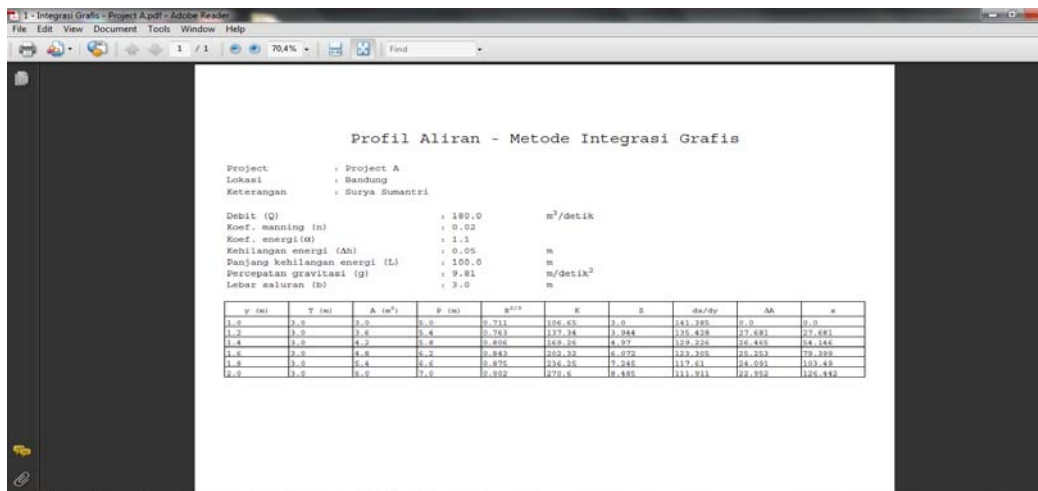 1 - Integrasi Grafis - Project A.pdf - Adobe Reader
File Edit View Document Tools Window Help
1 / 1 70,4% Find
Profil Aliran - Metode Integrasi Grafis
Project : Project A
Lokasi : Bandung
Keterangan : Surya Sumantri
Debit (Q) : 180.0 m³/detik
Koef. manning (n) : 0.02
Koef. energi(α) : 1.1
Kehilangan energi (Δh) : 0.05 m
Panjang kehilangan energi (L) : 100.0 m
Percepatan gravitasi (g) : 9.81 m/detik²
Lebar saluran (b) : 3.0 m
y (m) T (m) A (m²) P (m) R²/³ K Z dx/dy ΔA x
1.0 3.0 3.0 5.0 0.711 106.65 3.0 141.385 0.0 0.0
1.2 3.0 3.6 5.4 0.763 137.34 3.944 135.428 27.681 27.681
1.4 3.0 4.2 5.8 0.806 169.26 4.97 129.226 26.465 54.146
1.6 3.0 4.8 6.2 0.843 202.32 6.072 123.305 25.253 79.399
1.8 3.0 5.4 6.6 0.875 236.25 7.245 117.61 24.091 103.49
2.0 3.0 6.0 7.0 0.902 270.6 8.485 111.911 22.952 126.442